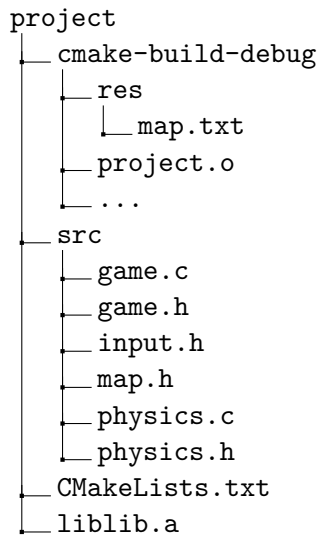 project
cmake-build-debug
res
map.txt
project.o
...
src
game.c
game.h
input.h
map.h
physics.c
physics.h
CMakeLists.txt
liblib.a